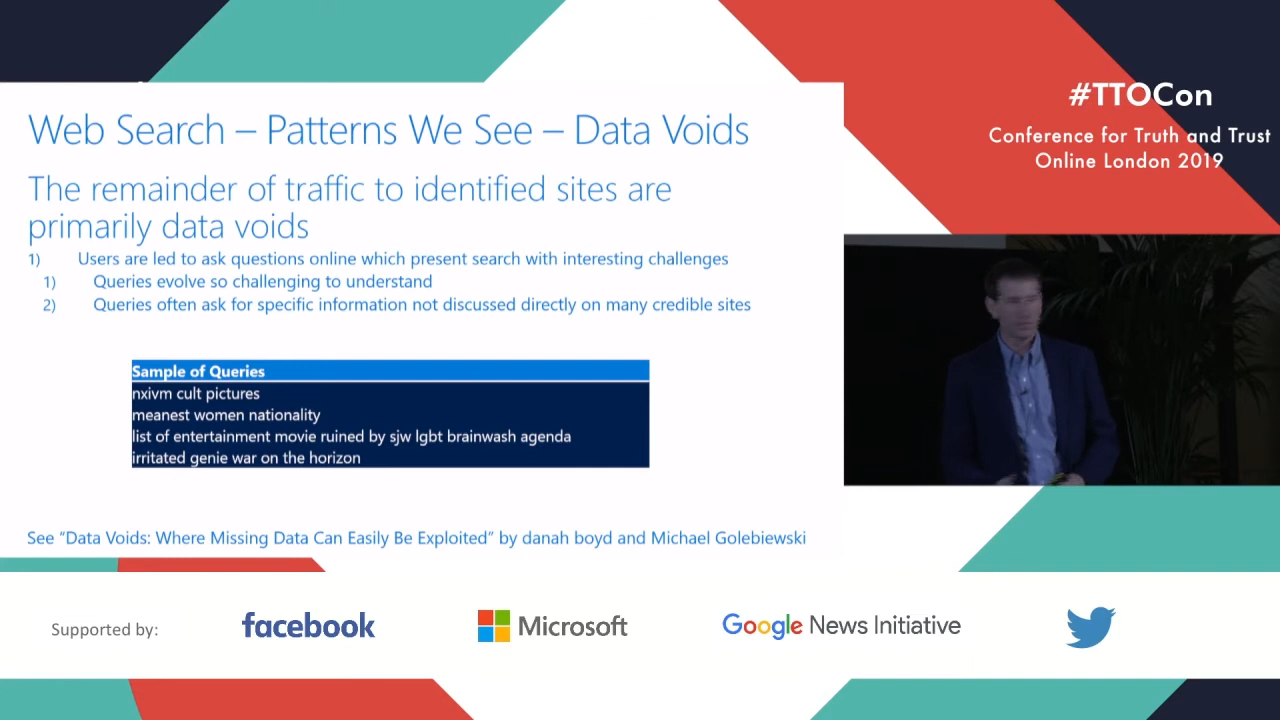 Web Search – Patterns We See – Data Voids
The remainder of traffic to identified sites are
primarily data voids
1) Users are led to ask questions online which present search with interesting challenges
1) Queries evolve so challenging to understand
2) Queries often ask for specific information not discussed directly on many credible sites
Sample of Queries
nxivm cult pictures
meanest women nationality
list of entertainment movie ruined by sjw lgbt brainwash agenda
irritated genie war on the horizon
See “Data Voids: Where Missing Data Can Easily Be Exploited” by danah boyd and Michael Golebiewski
#TTOCon
Conference for Truth and Trust
Online London 2019
Supported by:
facebook
Microsoft
Google News Initiative